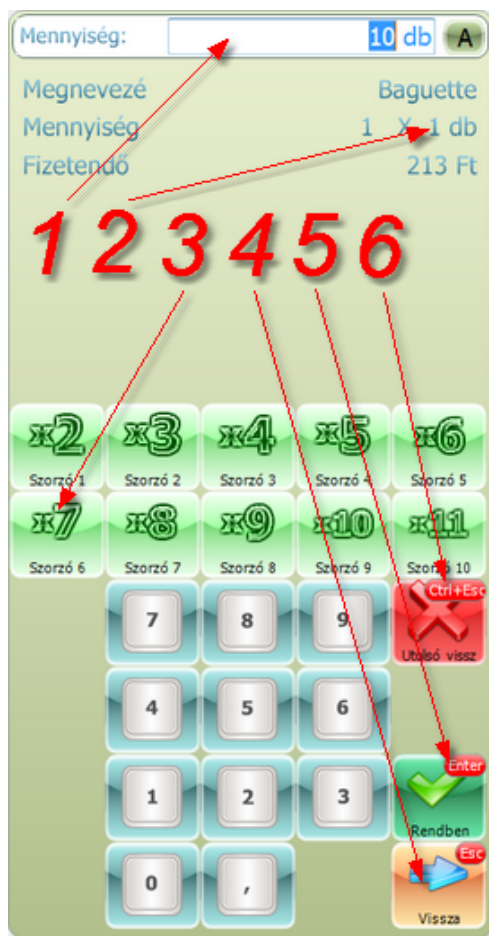 Mennyiség: 10 db A
Megnevezé Baguette
Mennyiség 1 X 1 db
Fizetendő 213 Ft
1 2 3 4 5 6
x2 x3 x4 x5 x6
Szorzó 1 Szorzó 2 Szorzó 3 Szorzó 4 Szorzó 5
x7 x8 x9 x10 x11
Szorzó 6 Szorzó 7 Szorzó 8 Szorzó 9 Szorzó 10
Ctrl+Esc
7 8 9
Utolsó vissz
4 5 6
Enter
1 2 3
Rendben
Esc
0 ,
Vissza